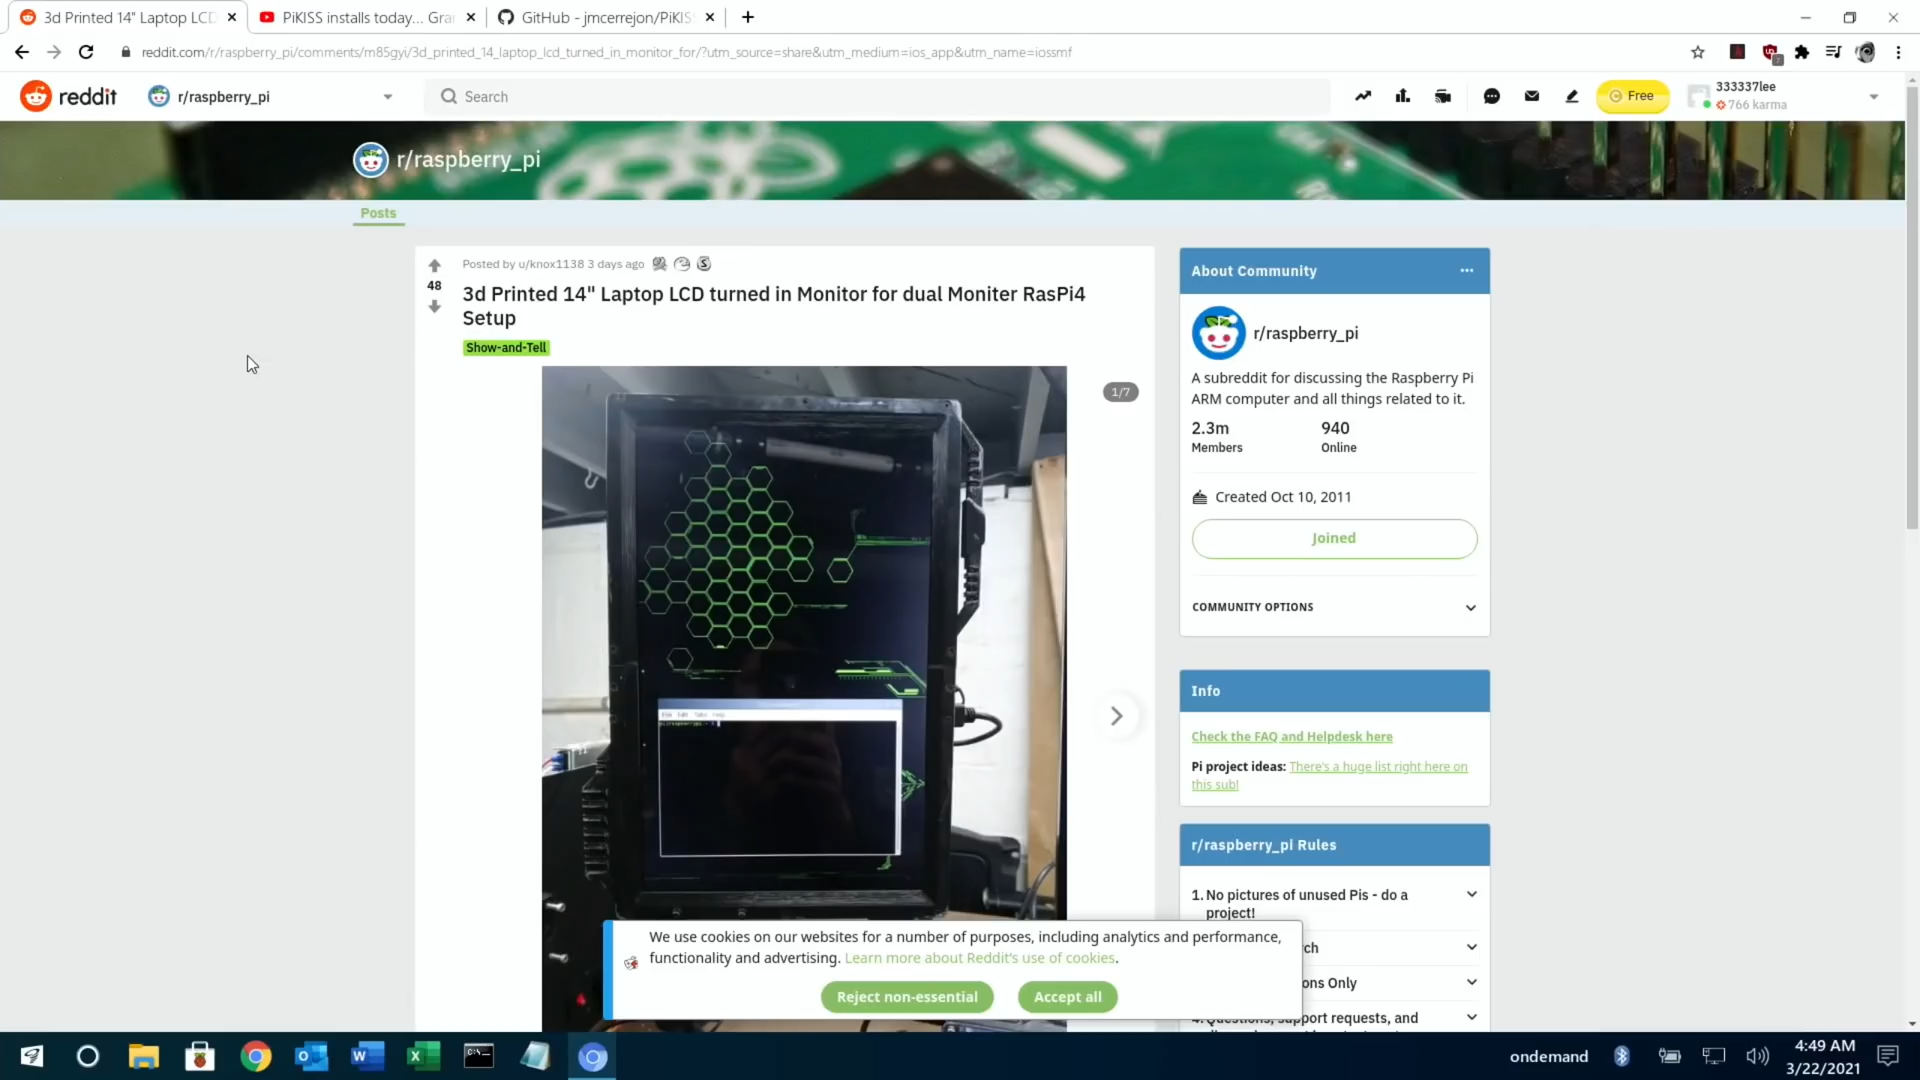 3d Printed 14" Laptop LCD
PiKISS installs today... Gra
GitHub - jmcerrejon/PiKIS
reddit.com/r/raspberry_pi/comments/m85gyi/3d_printed_14_laptop_lcd_turned_in_monitor_for/?utm_source=share&utm_medium=ios_app&utm_name=iossmf
reddit
r/raspberry_pi
Search
Free
333337lee
766 karma
r/raspberry_pi
Posts
Posted by u/knox1138 3 days ago
48
3d Printed 14" Laptop LCD turned in Monitor for dual Moniter RasPi4
Setup
Show-and-Tell
1/7
About Community
r/raspberry_pi
A subreddit for discussing the Raspberry Pi
ARM computer and all things related to it.
2.3m
Members
940
Online
Created Oct 10, 2011
Joined
COMMUNITY OPTIONS
Info
Check the FAQ and Helpdesk here
Pi project ideas: There's a huge list right here on
this sub!
r/raspberry_pi Rules
1. No pictures of unused Pis - do a
project!
rch
ons Only
4. Questions, support requests, and
We use cookies on our websites for a number of purposes, including analytics and performance,
functionality and advertising. Learn more about Reddit's use of cookies.
Reject non-essential
Accept all
ondemand
4:49 AM
3/22/2021